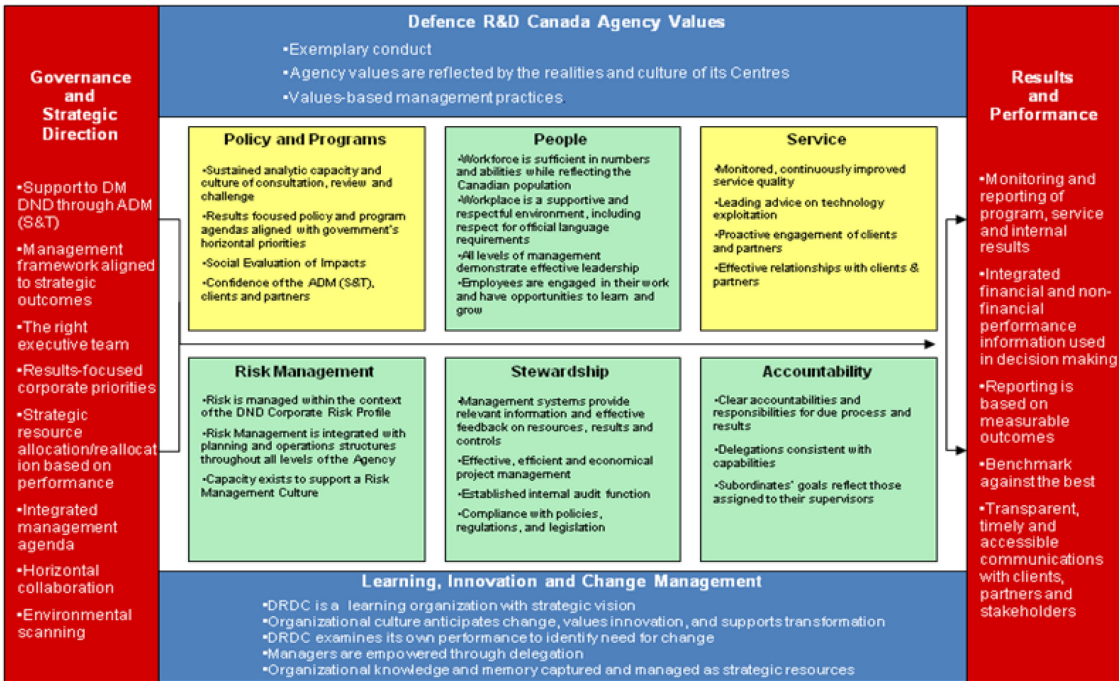 Defence R&D Canada Agency Values
•Exemplary conduct
•Agency values are reflected by the realities and culture of its Centres
•Values-based management practices.
Governance
and
Strategic
Direction
•Support to DM
DND through ADM
(S&T)
•Management
framework aligned
to strategic
outcomes
•The right
executive team
•Results-focused
corporate priorities
•Strategic
resource
allocation/reallocat
ion based on
performance
•Integrated
management
agenda
•Horizontal
collaboration
•Environmental
scanning
Policy and Programs
•Sustained analytic capacity and
culture of consultation, review and
challenge
•Results focused policy and program
agendas aligned with government's
horizontal priorities
•Social Evaluation of Impacts
•Confidence of the ADM (S&T),
clients and partners
People
•Workforce is sufficient in numbers
and abilities while reflecting the
Canadian population
•Workplace is a supportive and
respectful environment, including
respect for official language
requirements
•All levels of management
demonstrate effective leadership
•Employees are engaged in their work
and have opportunities to learn and
grow
Service
•Monitored, continuously improved
service quality
•Leading advice on technology
exploitation
•Proactive engagement of clients
and partners
•Effective relationships with clients &
partners
Risk Management
•Risk is managed within the context
of the DND Corporate Risk Profile
•Risk Management is integrated with
planning and operations structures
throughout all levels of the Agency
•Capacity exists to support a Risk
Management Culture
Stewardship
•Management systems provide
relevant information and effective
feedback on resources, results and
controls
•Effective, efficient and economical
project management
•Established internal audit function
•Compliance with policies,
regulations, and legislation
Accountability
•Clear accountabilities and
responsibilities for due process and
results
•Delegations consistent with
capabilities
•Subordinates' goals reflect those
assigned to their supervisors
Results
and
Performance
•Monitoring and
reporting of
program, service
and internal
results
•Integrated
financial and non-
financial
performance
information used
in decision making
•Reporting is
based on
measurable
outcomes
•Benchmark
against the best
•Transparent,
timely and
accessible
communications
with clients,
partners and
stakeholders
Learning, Innovation and Change Management
•DRDC is a learning organization with strategic vision
•Organizational culture anticipates change, values innovation, and supports transformation
•DRDC examines its own performance to identify need for change
•Managers are empowered through delegation
•Organizational knowledge and memory captured and managed as strategic resources